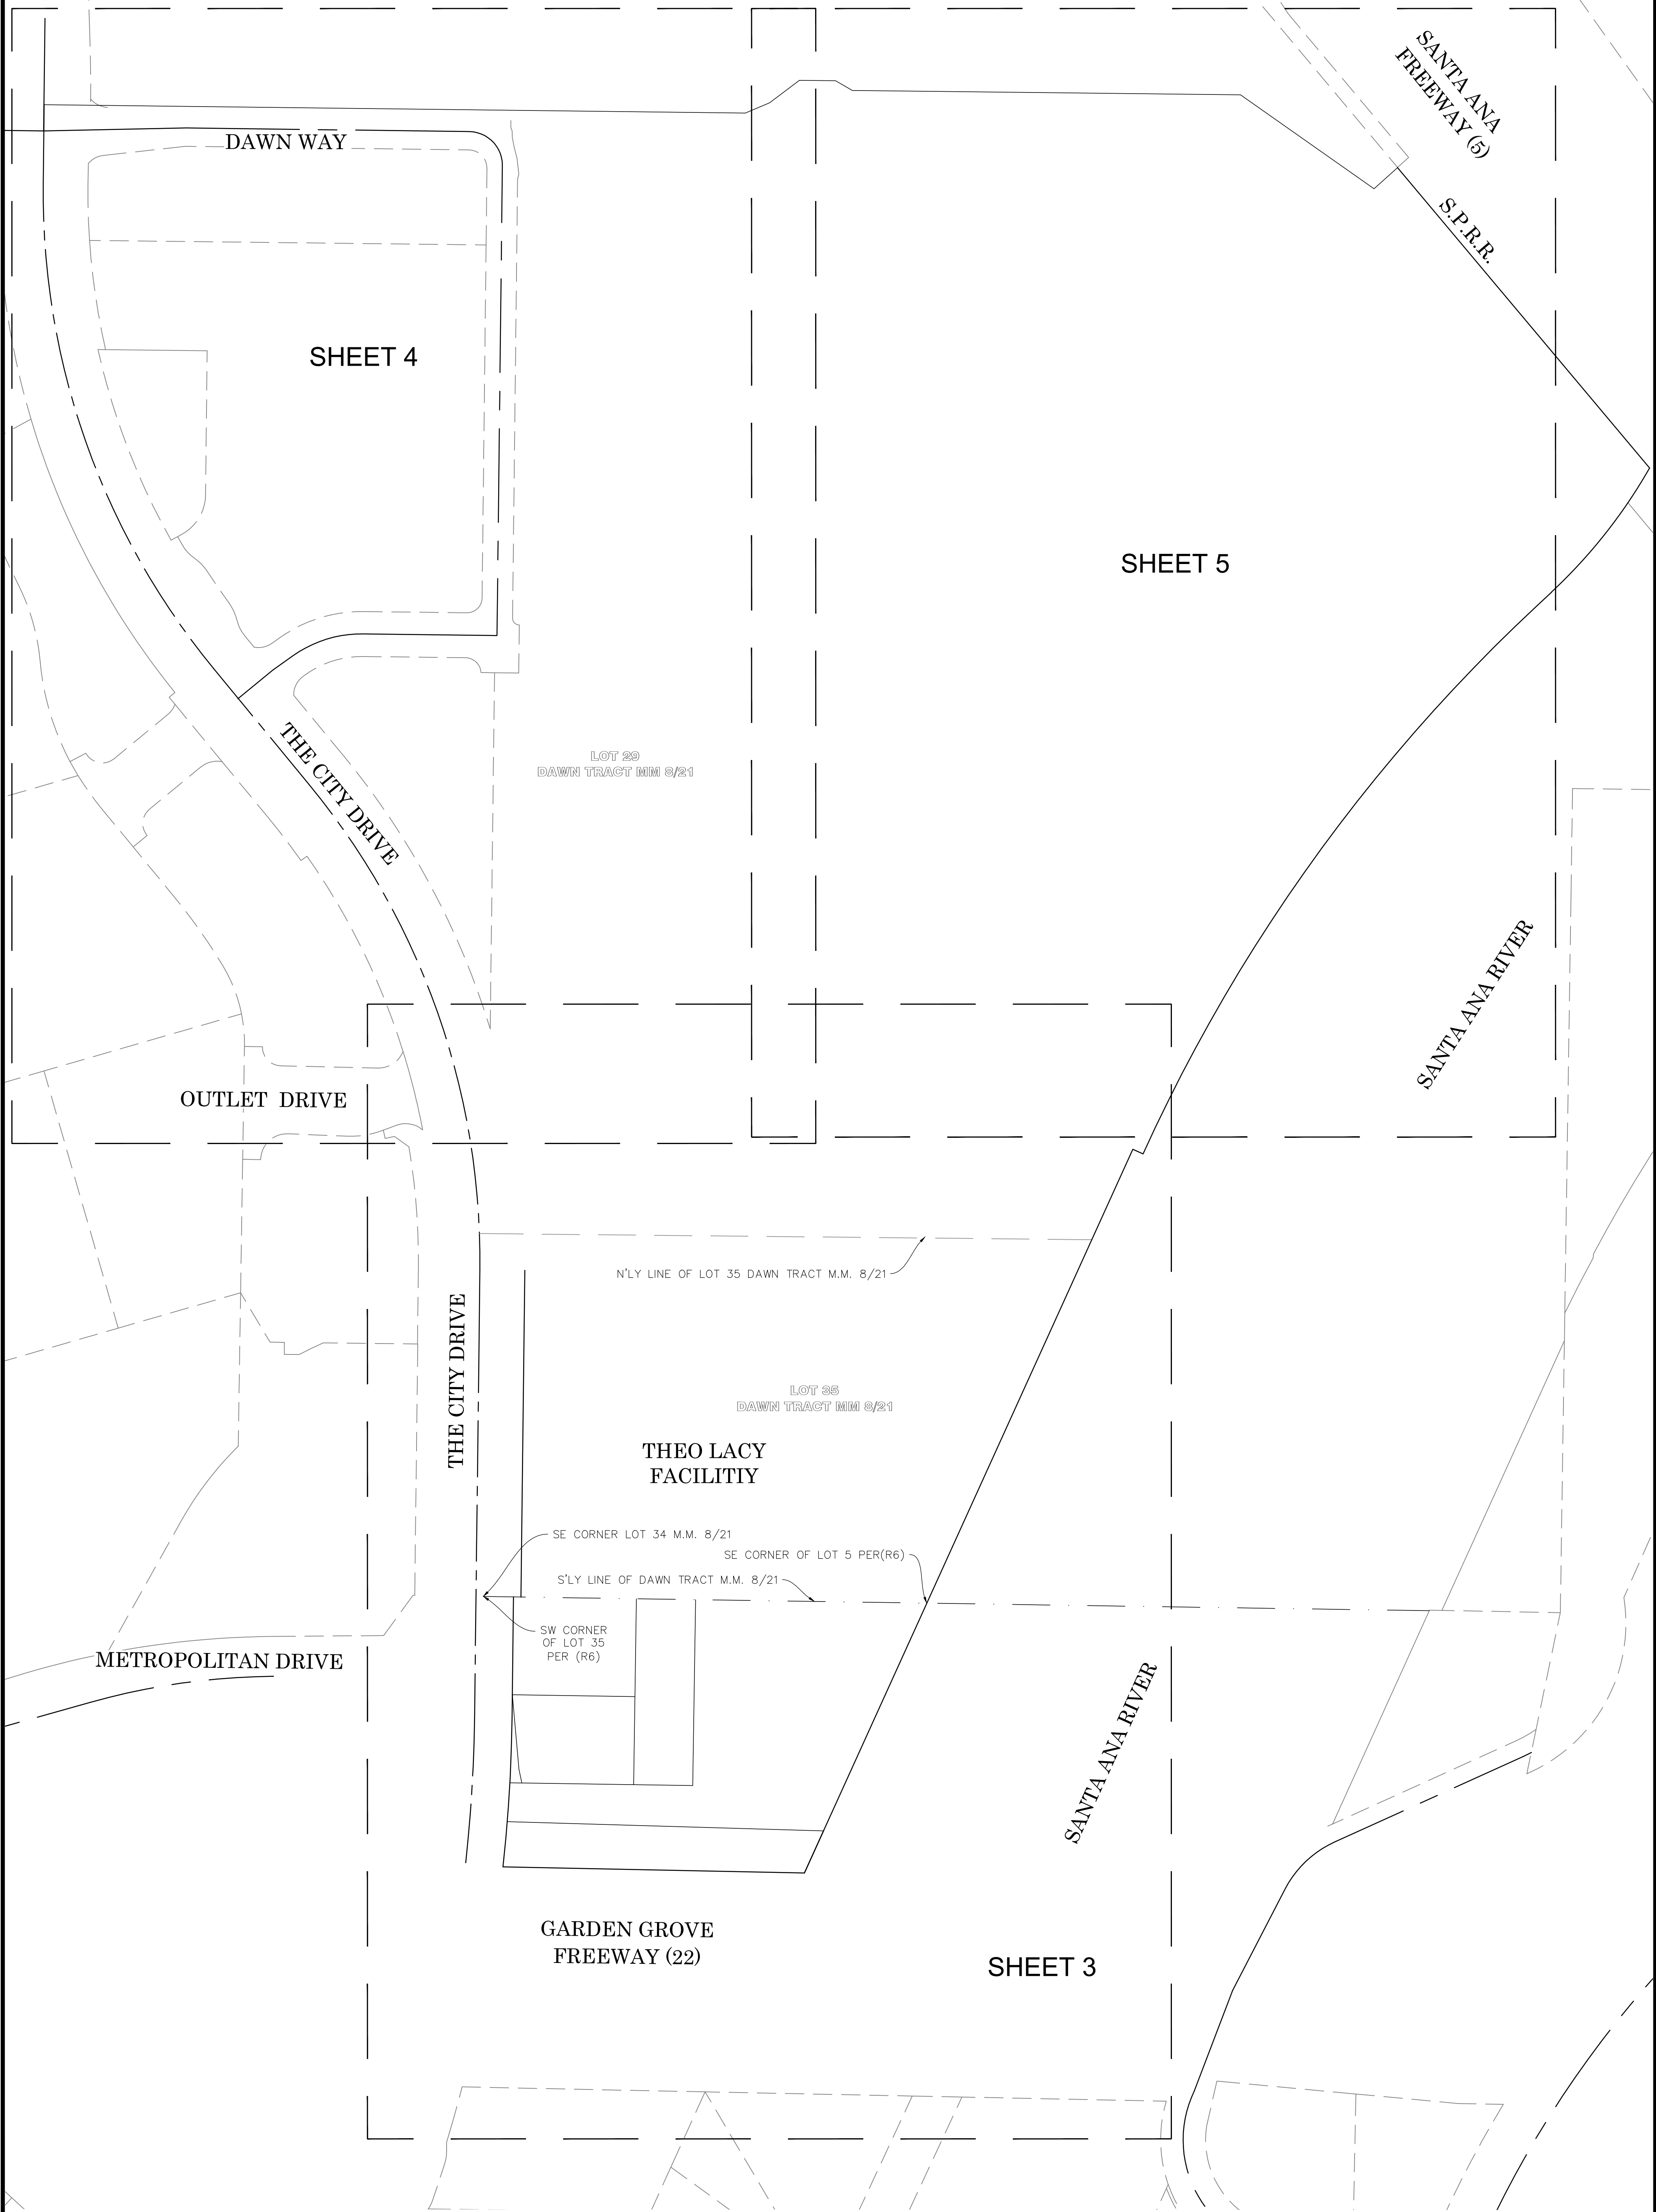 SANTA ANA
FREEWAY (5)
DAWN WAY
S.P.R.R.
SHEET 4
SHEET 5
THE CITY DRIVE
LOT 29
DAWN TRACT MM 8/21
SANTA ANA RIVER
OUTLET DRIVE
N'LY LINE OF LOT 35 DAWN TRACT M.M. 8/21
THE CITY DRIVE
LOT 35
DAWN TRACT MM 8/21
THEO LACY
FACILITIY
SE CORNER LOT 34 M.M. 8/21
SE CORNER OF LOT 5 PER(R6)
S'LY LINE OF DAWN TRACT M.M. 8/21
SW CORNER
OF LOT 35
PER (R6)
METROPOLITAN DRIVE
SANTA ANA RIVER
GARDEN GROVE
FREEWAY (22)
SHEET 3